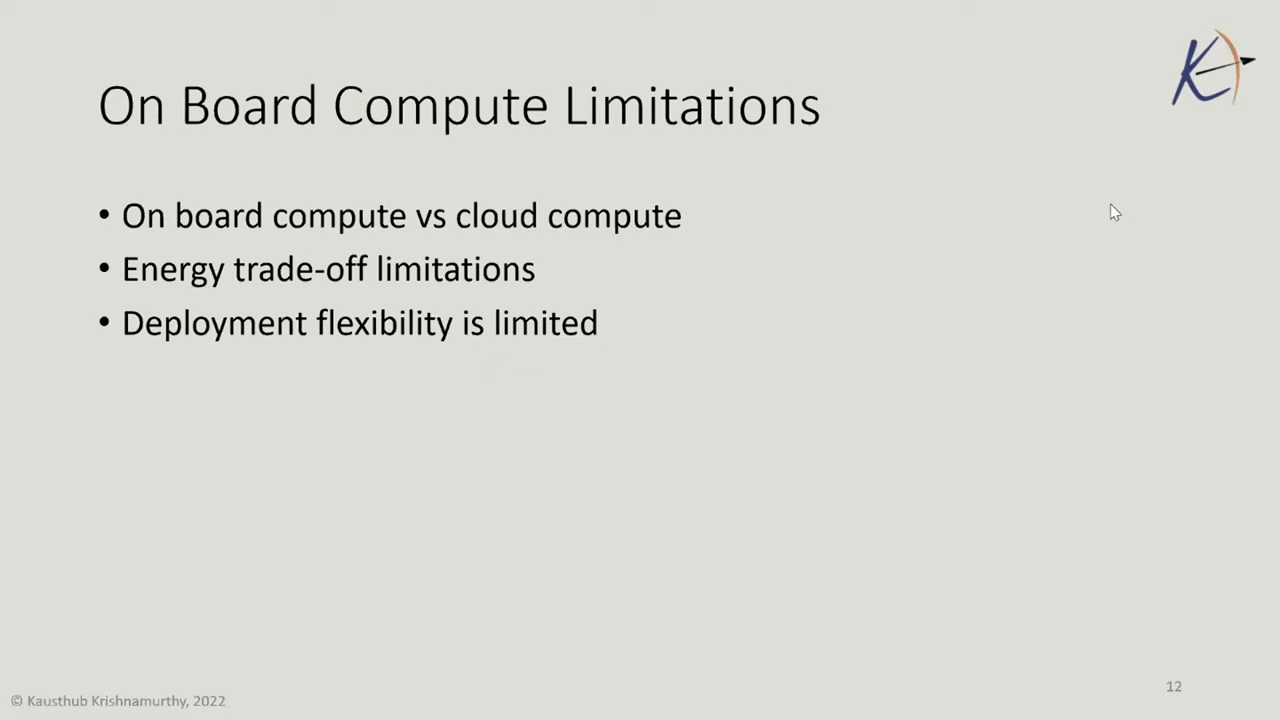 On Board Compute Limitations
• On board compute vs cloud compute
• Energy trade-off limitations
• Deployment flexibility is limited
© Kausthub Krishnamurthy, 2022
12